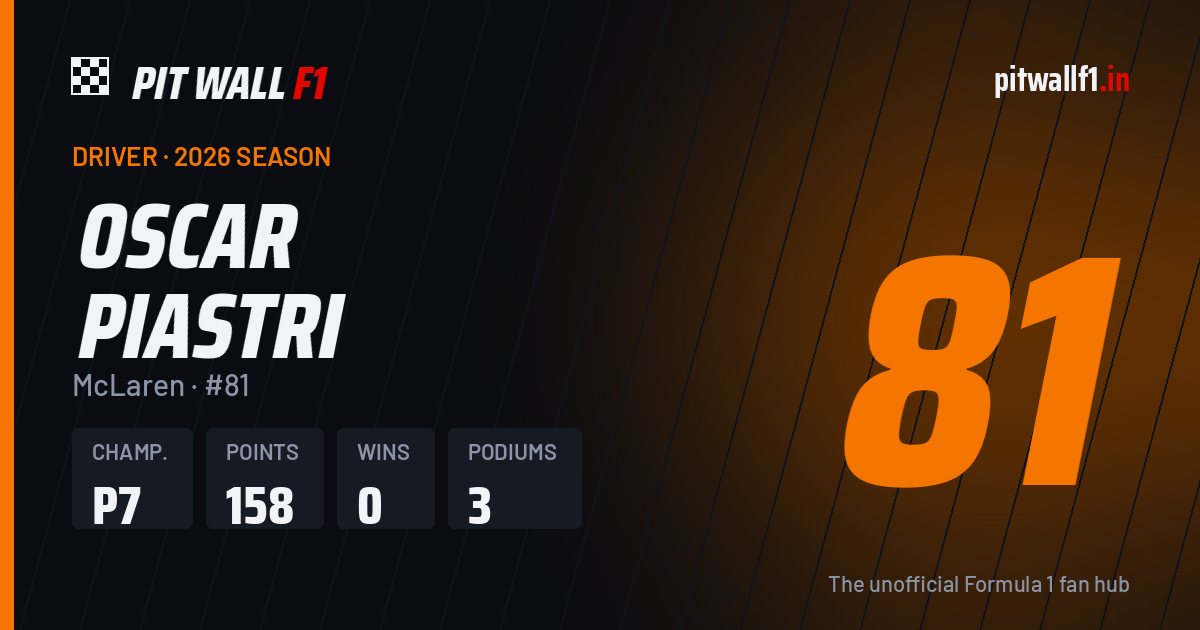 PIT WALL F1
pitwallf1.in
DRIVER · 2026 SEASON
OSCAR
PIASTRI
McLaren · #81
CHAMP. POINTS WINS PODIUMS
P7 158 0 3
81
The unofficial Formula 1 fan hub